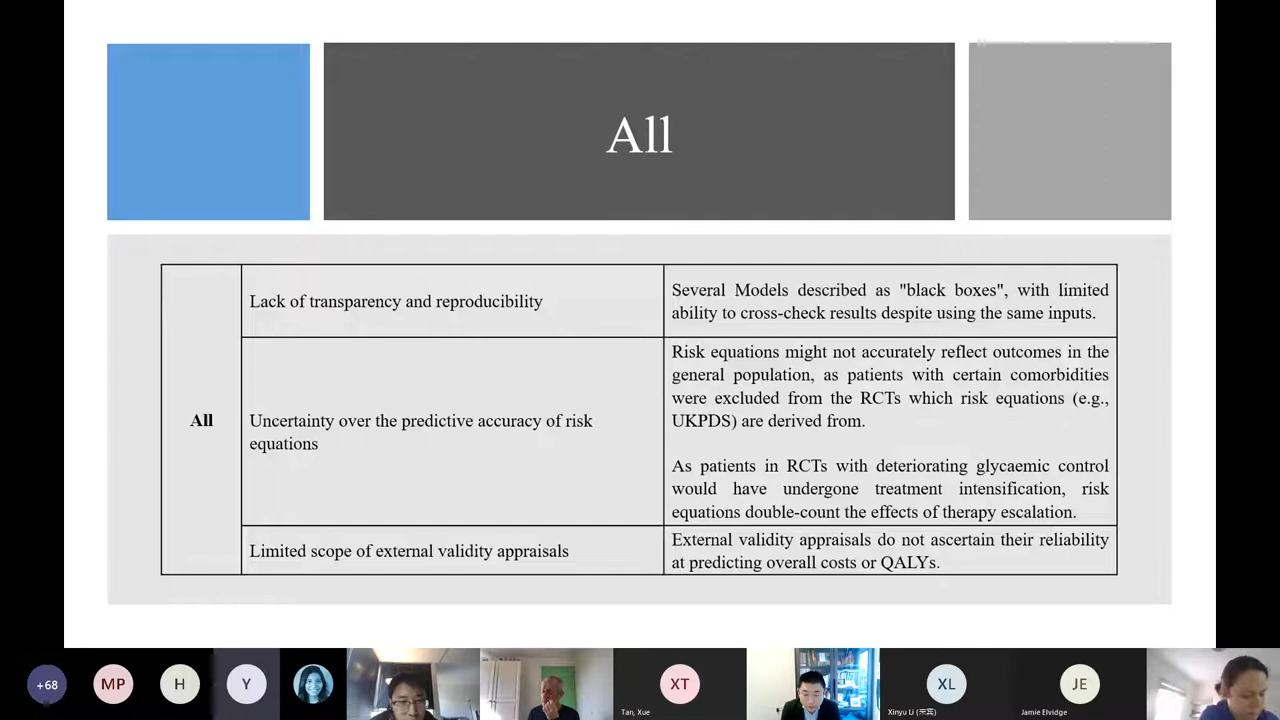 All
All
Lack of transparency and reproducibility
Several Models described as "black boxes", with limited
ability to cross-check results despite using the same inputs.
Uncertainty over the predictive accuracy of risk
equations
Risk equations might not accurately reflect outcomes in the
general population, as patients with certain comorbidities
were excluded from the RCTs which risk equations (e.g.,
UKPDS) are derived from.
As patients in RCTs with deteriorating glycaemic control
would have undergone treatment intensification, risk
equations double-count the effects of therapy escalation.
Limited scope of external validity appraisals
External validity appraisals do not ascertain their reliability
at predicting overall costs or QALYs.
+68
MP
H
Y
XT
Tan, Xue
XL
Xinyu Li
JE
Jamie Elvidge